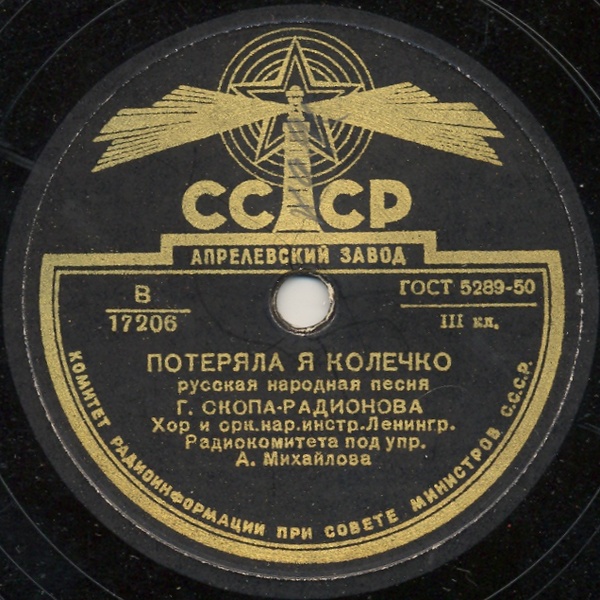 СССР
АПРЕЛЕВСКИЙ ЗАВОД
В
17206
ГОСТ 5289-50
III кл.
ПОТЕРЯЛА Я КОЛЕЧКО
русская народная песня
Г. СКОПА-РАДИОНОВА
Хор и орк.нар.инстр.Ленингр.
Радиокомитета под упр.
А. Михайлова
КОМИТЕТ РАДИОИНФОРМАЦИИ ПРИ СОВЕТЕ МИНИСТРОВ С.С.С.Р.